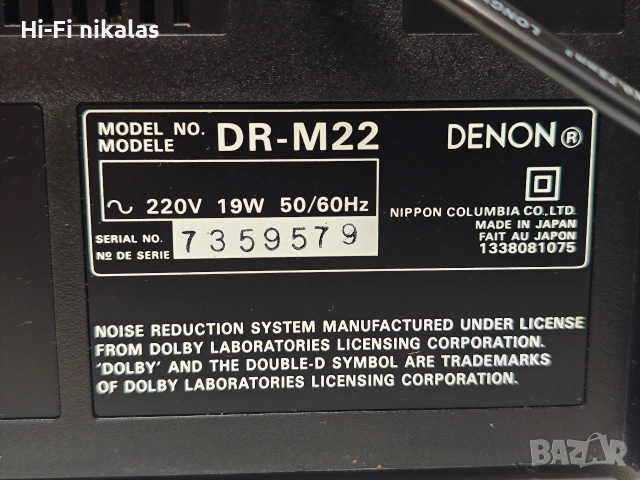 Hi-Fi nikalas
MODEL NO. DR-M22 DENON®
MODELE
~ 220V 19W 50/60Hz
NIPPON COLUMBIA CO.,LTD.
MADE IN JAPAN
FAIT AU JAPON
1338081075
SERIAL NO. 7359579
Nº DE SERIE
NOISE REDUCTION SYSTEM MANUFACTURED UNDER LICENSE
FROM DOLBY LABORATORIES LICENSING CORPORATION.
'DOLBY' AND THE DOUBLE-D SYMBOL ARE TRADEMARKS
OF DOLBY LABORATORIES LICENSING CORPORATION.
BAZAR